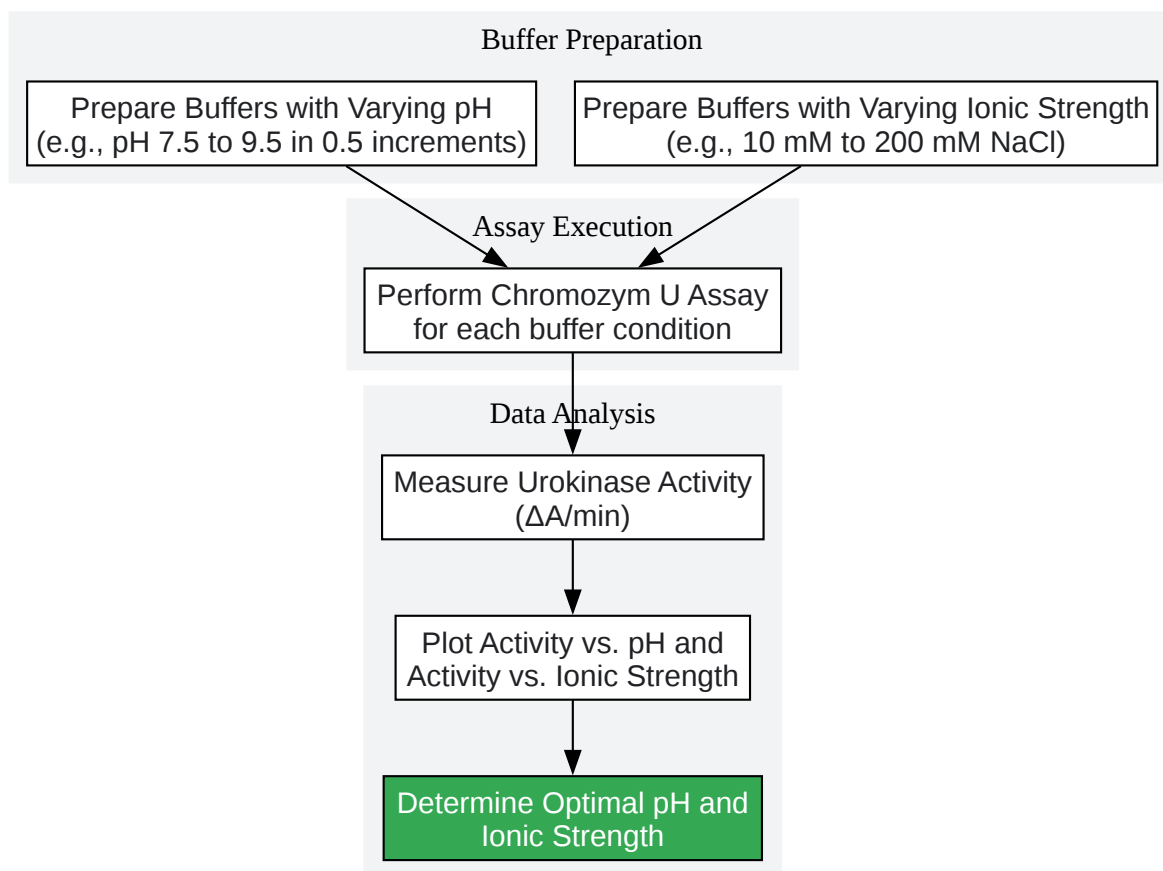 Buffer Preparation
Prepare Buffers with Varying pH
(e.g., pH 7.5 to 9.5 in 0.5 increments)
Prepare Buffers with Varying Ionic Strength
(e.g., 10 mM to 200 mM NaCl)
Assay Execution
Perform Chromozym U Assay
for each buffer condition
Data Analysis
Measure Urokinase Activity
(ΔA/min)
Plot Activity vs. pH and
Activity vs. Ionic Strength
Determine Optimal pH and
Ionic Strength